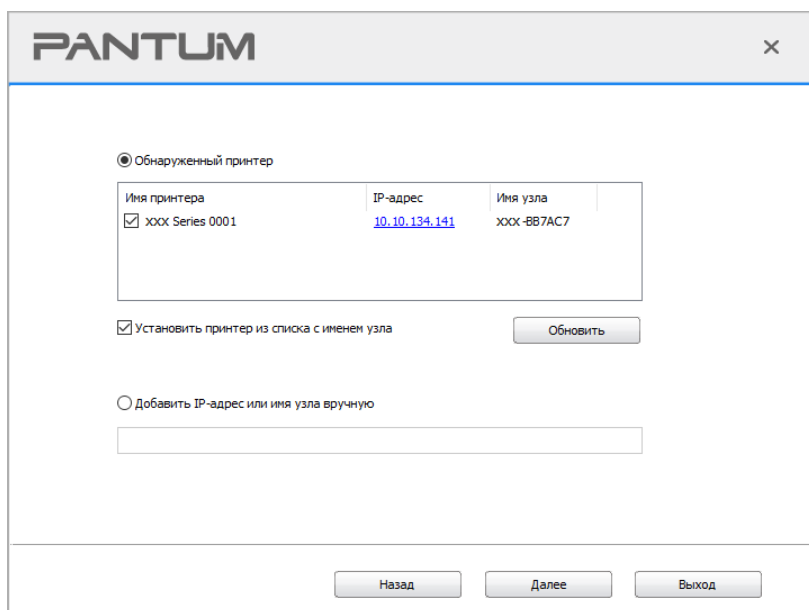 PANTUM
Обнаруженный принтер
Имя принтера IP-адрес Имя узла
XXX Series 0001 10.10.134.141 XXX-BB7AC7
Установить принтер из списка с именем узла Обновить
Добавить IP-адрес или имя узла вручную
Назад Далее Выход